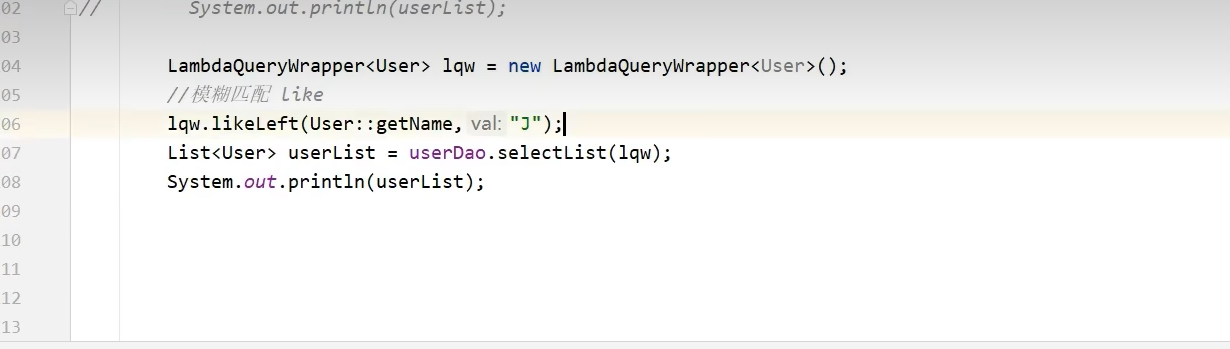 02 // System.out.println(userList);
03
04 LambdaQueryWrapper<User> lqw = new LambdaQueryWrapper<User>();
05 //模糊匹配 like
06 lqw.likeLeft(User::getName, val: "J");
07 List<User> userList = userDao.selectList(lqw);
08 System.out.println(userList);
09
10
11
12
13